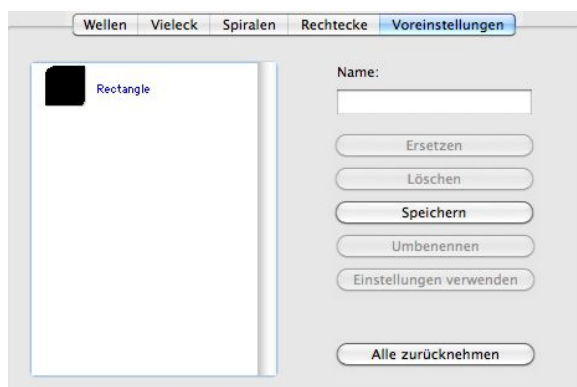 Wellen Vieleck Spiralen Rechtecke Voreinstellungen
Rectangle
Name:
Ersetzen
Löschen
Speichern
Umbenennen
Einstellungen verwenden
Alle zurücknehmen